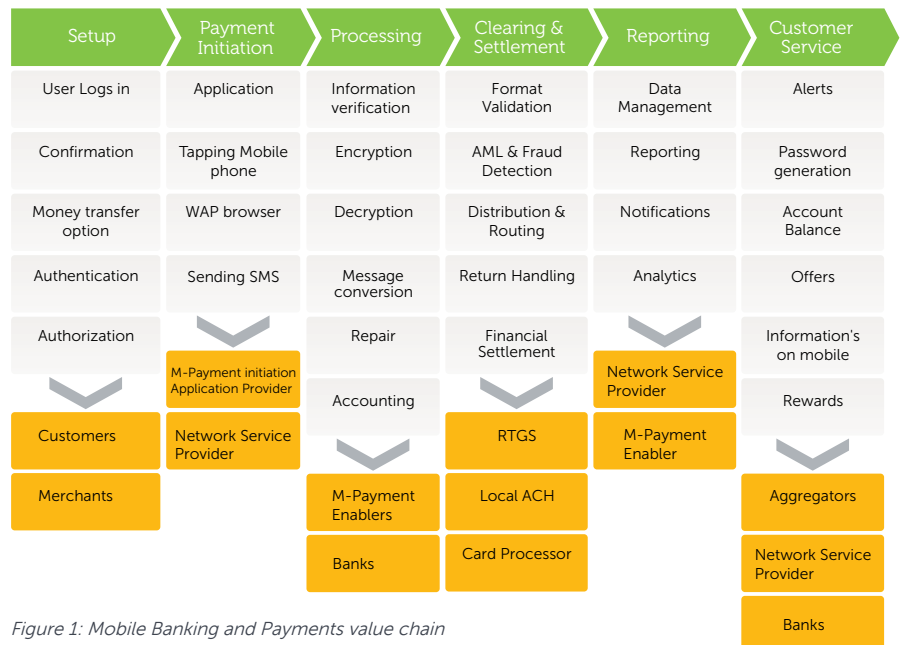 Setup
Payment
Initiation
Processing
Clearing &
Settlement
Reporting
Customer
Service
User Logs in
Confirmation
Money transfer
option
Authentication
Authorization
Customers
Merchants
Application
Tapping Mobile
phone
WAP browser
Sending SMS
M-Payment initiation
Application Provider
Network Service
Provider
Information
verification
Encryption
Decryption
Message
conversion
Repair
Accounting
M-Payment
Enablers
Banks
Format
Validation
AML & Fraud
Detection
Distribution &
Routing
Return Handling
Financial
Settlement
RTGS
Local ACH
Card Processor
Data
Management
Reporting
Notifications
Analytics
Network Service
Provider
M-Payment
Enabler
Alerts
Password
generation
Account
Balance
Offers
Information's
on mobile
Rewards
Aggregators
Network Service
Provider
Banks
Figure 1: Mobile Banking and Payments value chain